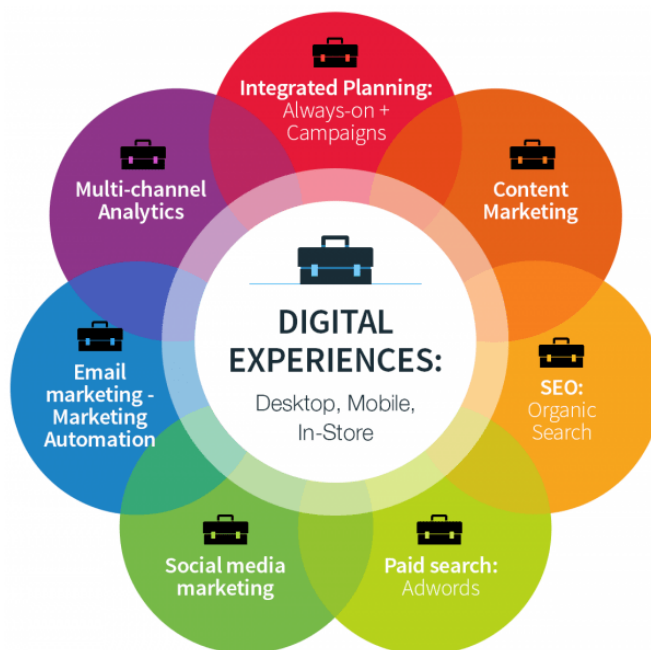 Integrated Planning:
Always-on +
Campaigns
Content
Marketing
SEO:
Organic
Search
Paid search:
Adwords
Social media
marketing
Email
marketing -
Marketing
Automation
Multi-channel
Analytics
DIGITAL
EXPERIENCES:
Desktop, Mobile,
In-Store